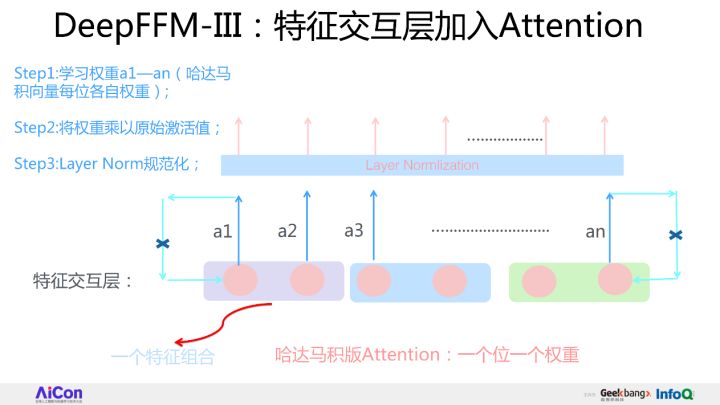 DeepFFM-III：特征交互层加入Attention
Step1:学习权重a1—an（哈达马
积向量每位各自权重）；
Step2:将权重乘以原始激活值；
Step3:Layer Norm规范化；
Layer Normlization
a1
a2
a3
an
特征交互层：
一个特征组合
哈达马积版Attention：一个位一个权重
AiCon
Geekbang>
InfoQ